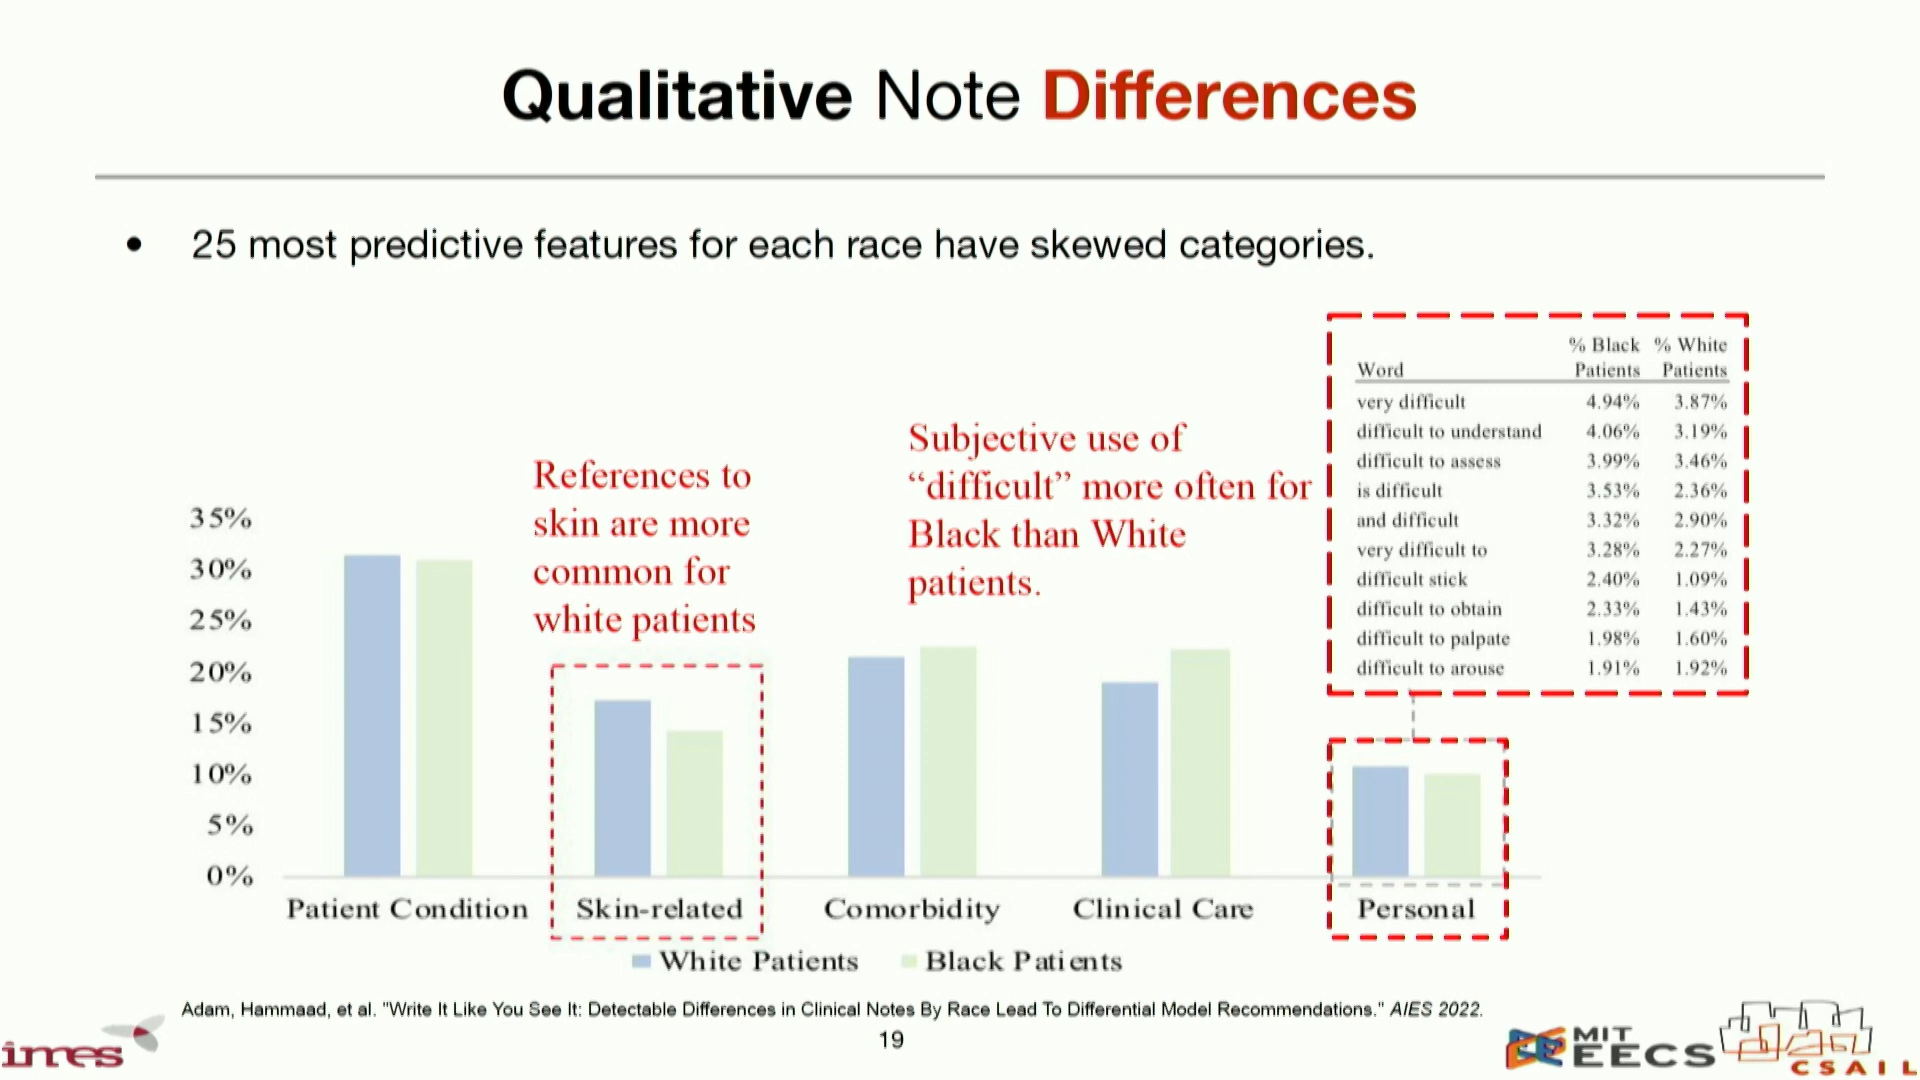 Qualitative Note Differences
• 25 most predictive features for each race have skewed categories.
Word % Black Patients % White Patients
very difficult 4.94% 3.87%
difficult to understand 4.06% 3.19%
difficult to assess 3.99% 3.46%
is difficult 3.53% 2.36%
and difficult 3.32% 2.90%
very difficult to 3.28% 2.27%
difficult stick 2.40% 1.09%
difficult to obtain 2.33% 1.43%
difficult to palpate 1.98% 1.60%
difficult to arouse 1.91% 1.92%
References to
skin are more
common for
white patients
Subjective use of
“difficult” more often for
Black than White
patients.
35%
30%
25%
20%
15%
10%
5%
0%
Patient Condition Skin-related Comorbidity Clinical Care Personal
White Patients Black Patients
Adam, Hammaad, et al. "Write It Like You See It: Detectable Differences in Clinical Notes By Race Lead To Differential Model Recommendations." AIES 2022.
19
imes
MIT
EECS
CSAIL